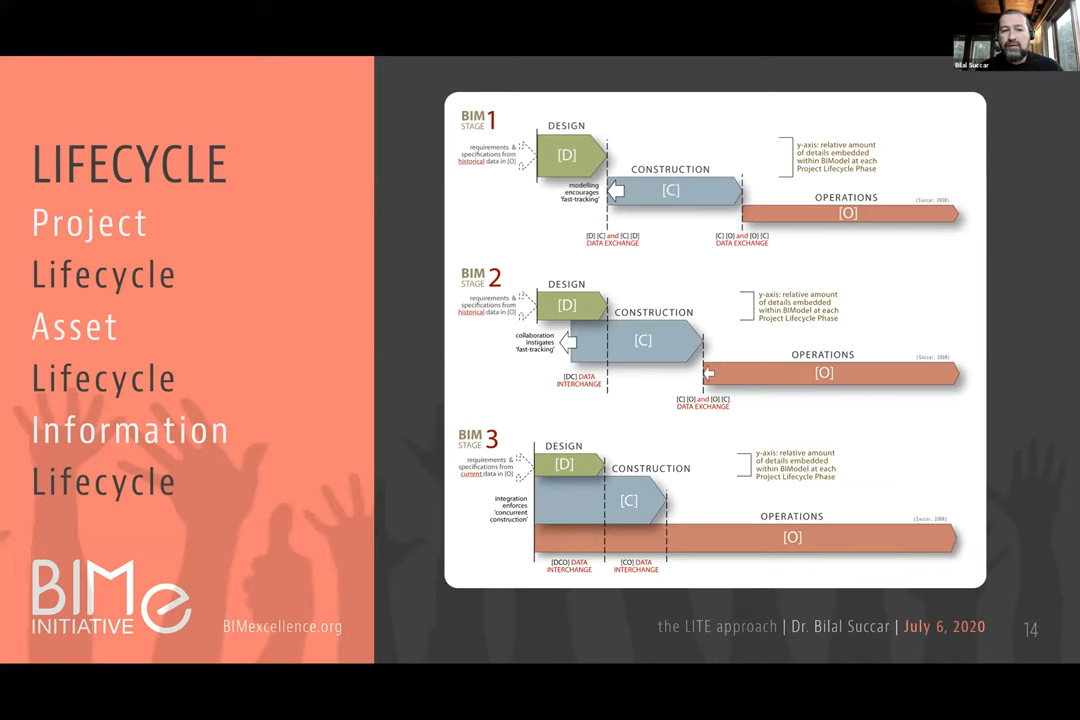 Bilal Succar
LIFECYCLE
Project
Lifecycle
Asset
Lifecycle
Information
Lifecycle
BIMe
INITIATIVE
BIMexcellence.org
BIM
STAGE 1
DESIGN
requirements &
specifications from
historical data in [O]
[D]
modelling
encourages
'fast-tracking'
CONSTRUCTION
[C]
y-axis: relative amount
of details embedded
within BIModel at each
Project Lifecycle Phase
OPERATIONS
(Succar, 2008)
[O]
[D] [C] and [C] [D]
DATA EXCHANGE
[C] [O] and [O] [C]
DATA EXCHANGE
BIM
STAGE 2
DESIGN
requirements &
specifications from
historical data in [O]
[D]
collaboration
instigates
'fast-tracking'
CONSTRUCTION
[C]
y-axis: relative amount
of details embedded
within BIModel at each
Project Lifecycle Phase
OPERATIONS
(Succar, 2008)
[O]
[DC] DATA
INTERCHANGE
[C] [O] and [O] [C]
DATA EXCHANGE
BIM
STAGE 3
DESIGN
requirements &
specifications from
current data in [O]
[D]
integration
enforces
'concurrent
construction'
CONSTRUCTION
[C]
y-axis: relative amount
of details embedded
within BIModel at each
Project Lifecycle Phase
OPERATIONS
(Succar, 2008)
[O]
[DCO] DATA
INTERCHANGE
[CO] DATA
INTERCHANGE
the LITE approach | Dr. Bilal Succar | July 6, 2020
14